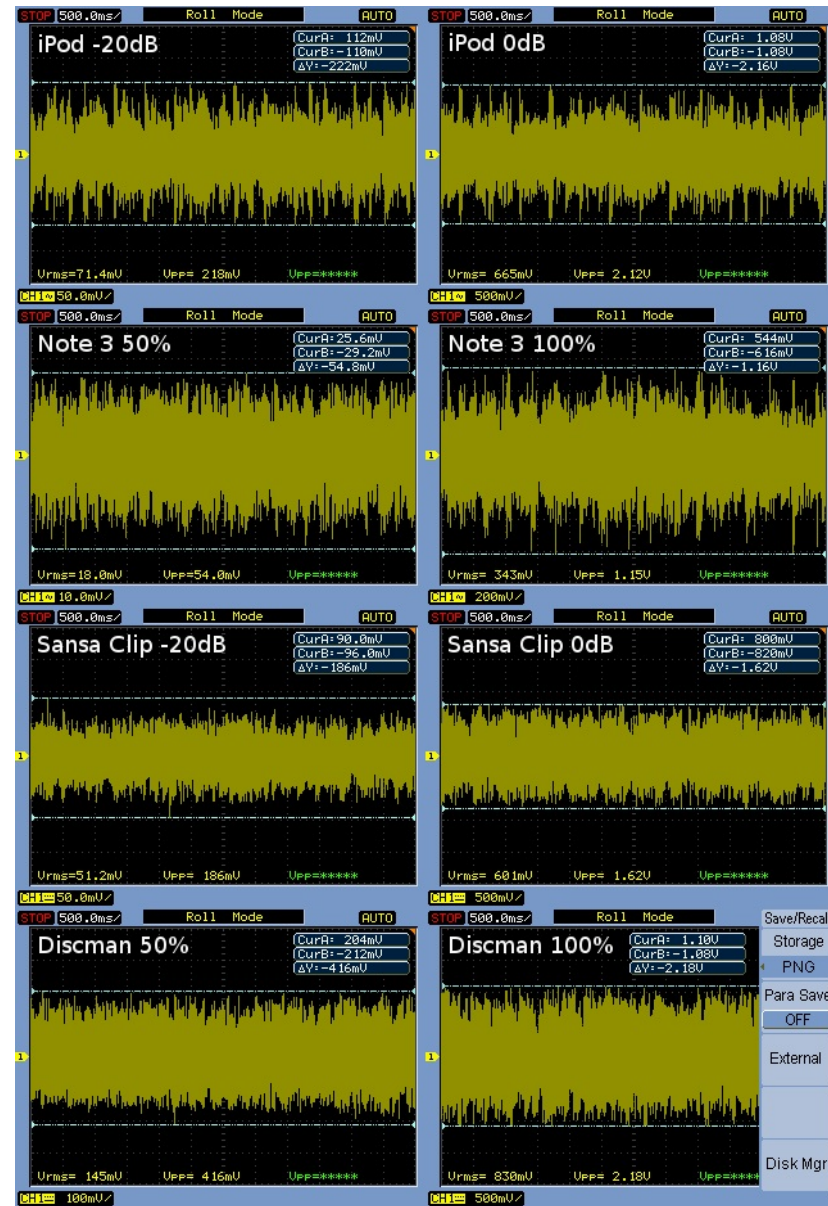 STOP 500.0ms/ Roll Mode AUTO
iPod -20dB
CurA: 112mV
CurB:-110mV
ΔY:-222mV
1
Vrms=71.4mV Vpp= 218mV Vpp=*****
CH1~ 50.0mV/
STOP 500.0ms/ Roll Mode AUTO
iPod 0dB
CurA: 1.08V
CurB:-1.08V
ΔY:-2.16V
1
Vrms= 665mV Vpp= 2.12V Vpp=*****
CH1~ 500mV/
STOP 500.0ms/ Roll Mode AUTO
Note 3 50%
CurA:25.6mV
CurB:-29.2mV
ΔY:-54.8mV
1
Vrms=18.0mV Vpp=54.0mV Vpp=*****
CH1~ 10.0mV/
STOP 500.0ms/ Roll Mode AUTO
Note 3 100%
CurA: 544mV
CurB:-616mV
ΔY:-1.16V
1
Vrms= 343mV Vpp= 1.15V Vpp=*****
CH1~ 200mV/
STOP 500.0ms/ Roll Mode AUTO
Sansa Clip -20dB
CurA:90.0mV
CurB:-96.0mV
ΔY:-186mV
1
Vrms=51.2mV Vpp= 186mV Vpp=*****
CH1 50.0mV/
STOP 500.0ms/ Roll Mode AUTO
Sansa Clip 0dB
CurA: 800mV
CurB:-820mV
ΔY:-1.62V
1
Vrms= 601mV Vpp= 1.62V Vpp=*****
CH1 500mV/
STOP 500.0ms/ Roll Mode AUTO
Discman 50%
CurA: 204mV
CurB:-212mV
ΔY:-416mV
1
Vrms= 145mV Vpp= 416mV Vpp=*****
CH1 100mV/
STOP 500.0ms/ Roll Mode AUTO
Discman 100%
CurA: 1.10V
CurB:-1.08V
ΔY:-2.18V
1
Vrms= 830mV Vpp= 2.18V Vpp=****
CH1 500mV/
Save/Recal
Storage
PNG
Para Save
OFF
External
Disk Mgr